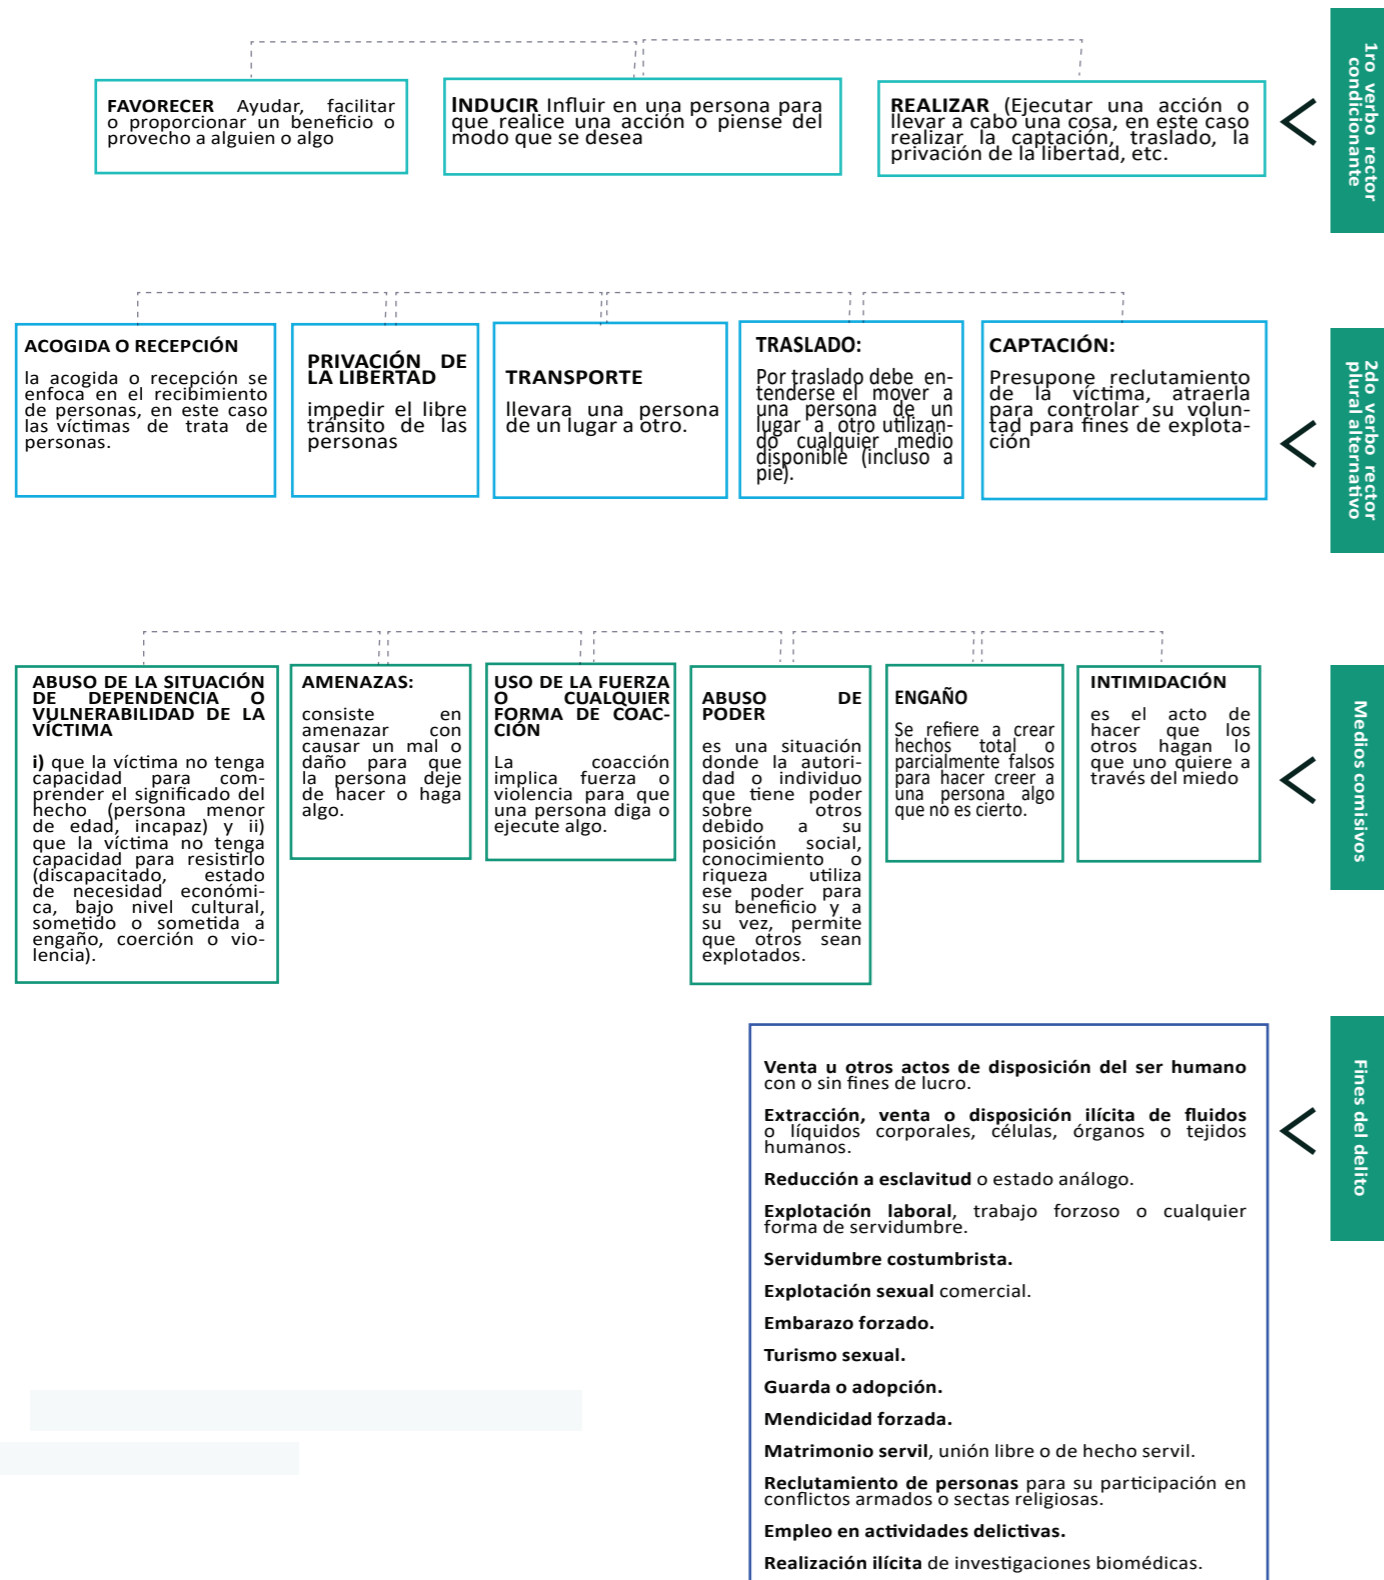 1ro verbo rector
condicionante
FAVORECER Ayudar, facilitar
o proporcionar un beneficio o
provecho a alguien o algo
INDUCIR Influir en una persona para
que realice una acción o piense del
modo que se desea
REALIZAR (Ejecutar una acción o
llevar a cabo una cosa, en este caso
realizar la captación, traslado, la
privación de la libertad, etc.
2do verbo rector
plural alternativo
ACOGIDA O RECEPCIÓN
la acogida o recepción se
enfoca en el recibimiento
de personas, en este caso
las víctimas de trata de
personas.
PRIVACIÓN DE
LA LIBERTAD
impedir el libre
tránsito de las
personas
TRANSPORTE
llevara una persona
de un lugar a otro.
TRASLADO:
Por traslado debe en-
tenderse el mover a
una persona de un
lugar a otro utilizan-
do cualquier medio
disponible (incluso a
pie).
CAPTACIÓN:
Presupone reclutamiento
de la víctima, atraerla
para controlar su volun-
tad para fines de explota-
ción
Medios comisivos
ABUSO DE LA SITUACIÓN
DE DEPENDENCIA O
VULNERABILIDAD DE LA
VÍCTIMA
i) que la víctima no tenga
capacidad para com-
prender el significado del
hecho (persona menor
de edad, incapaz) y ii)
que la víctima no tenga
capacidad para resistirlo
(discapacitado, estado
de necesidad económi-
ca, bajo nivel cultural,
sometido o sometida a
engaño, coerción o vio-
lencia).
AMENAZAS:
consiste en
amenazar con
causar un mal o
daño para que
la persona deje
de hacer o haga
algo.
USO DE LA FUERZA
O CUALQUIER
FORMA DE COAC-
CIÓN
La coacción
implica fuerza o
violencia para que
una persona diga o
ejecute algo.
ABUSO DE
PODER
es una situación
donde la autori-
dad o individuo
que tiene poder
sobre otros
debido a su
posición social,
conocimiento o
riqueza utiliza
ese poder para
su beneficio y a
su vez, permite
que otros sean
explotados.
ENGAÑO
Se refiere a crear
hechos total o
parcialmente falsos
para hacer creer a
una persona algo
que no es cierto.
INTIMIDACIÓN
es el acto de
hacer que los
otros hagan lo
que uno quiere a
través del miedo
Fines del delito
Venta u otros actos de disposición del ser humano
con o sin fines de lucro.
Extracción, venta o disposición ilícita de fluidos
o líquidos corporales, células, órganos o tejidos
humanos.
Reducción a esclavitud o estado análogo.
Explotación laboral, trabajo forzoso o cualquier
forma de servidumbre.
Servidumbre costumbrista.
Explotación sexual comercial.
Embarazo forzado.
Turismo sexual.
Guarda o adopción.
Mendicidad forzada.
Matrimonio servil, unión libre o de hecho servil.
Reclutamiento de personas para su participación en
conflictos armados o sectas religiosas.
Empleo en actividades delictivas.
Realización ilícita de investigaciones biomédicas.